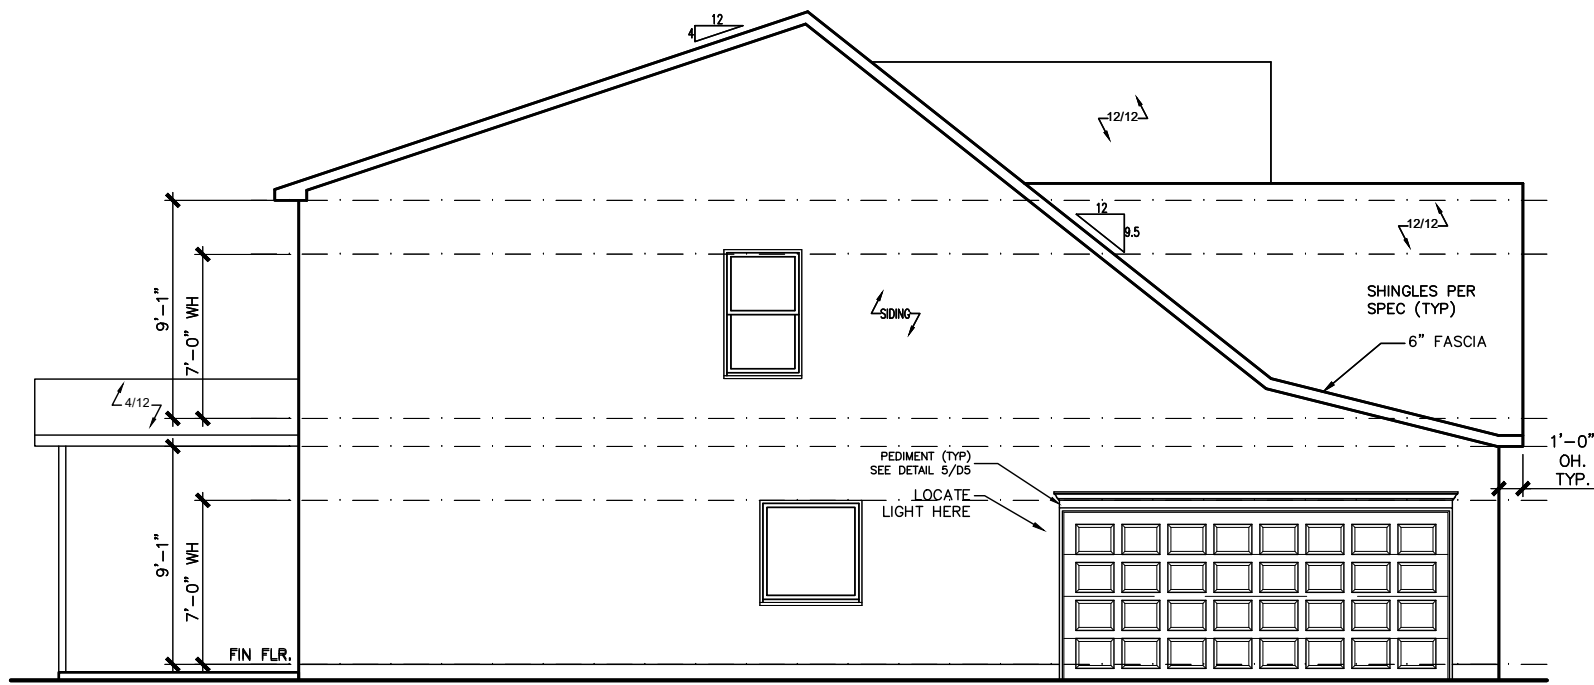 12
4
12/12
12
9.5
12/12
9'-1"
7'-0" WH
SIDING
SHINGLES PER
SPEC (TYP)
6" FASCIA
4/12
1'-0"
OH.
TYP.
PEDIMENT (TYP)
SEE DETAIL 5/D5
LOCATE
LIGHT HERE
9'-1"
7'-0" WH
FIN FLR.